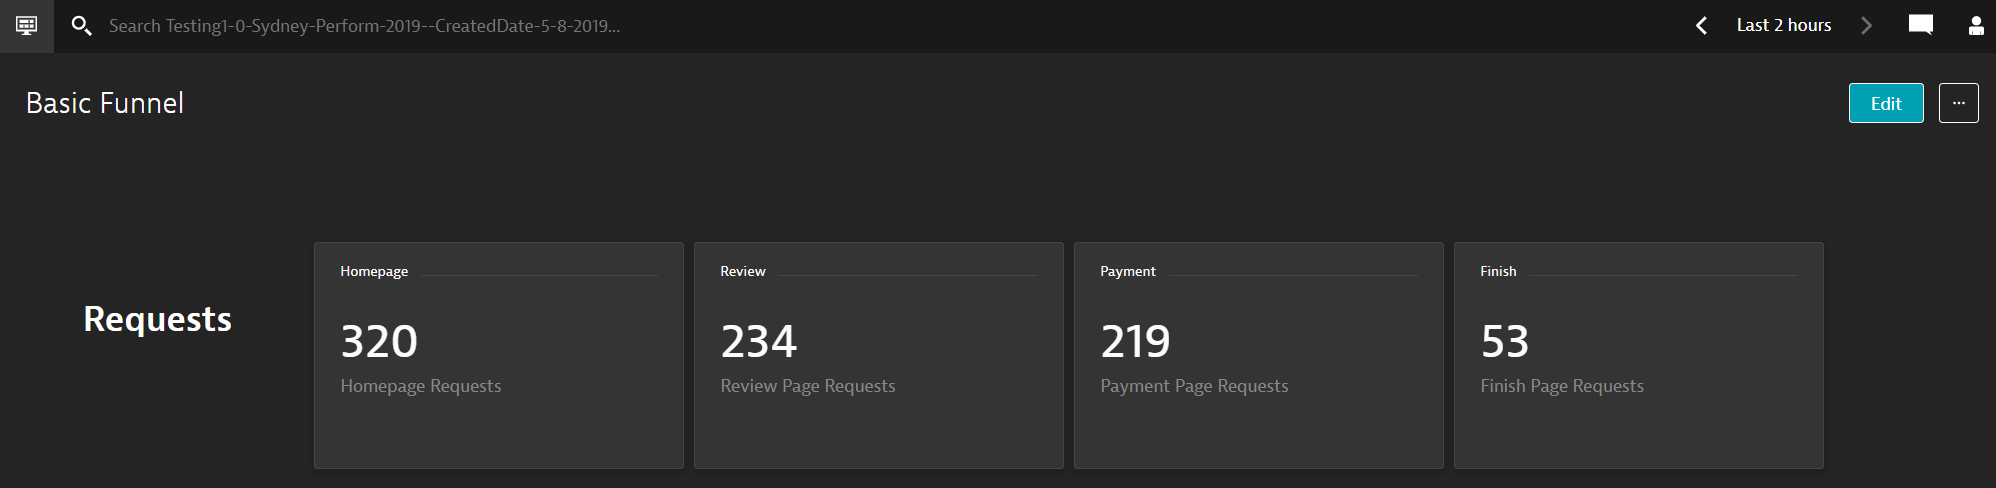 Search Testing1-0-Sydney-Perform-2019--CreatedDate-5-8-2019...
Last 2 hours
Basic Funnel
Edit
...
Requests
Homepage
320
Homepage Requests
Review
234
Review Page Requests
Payment
219
Payment Page Requests
Finish
53
Finish Page Requests